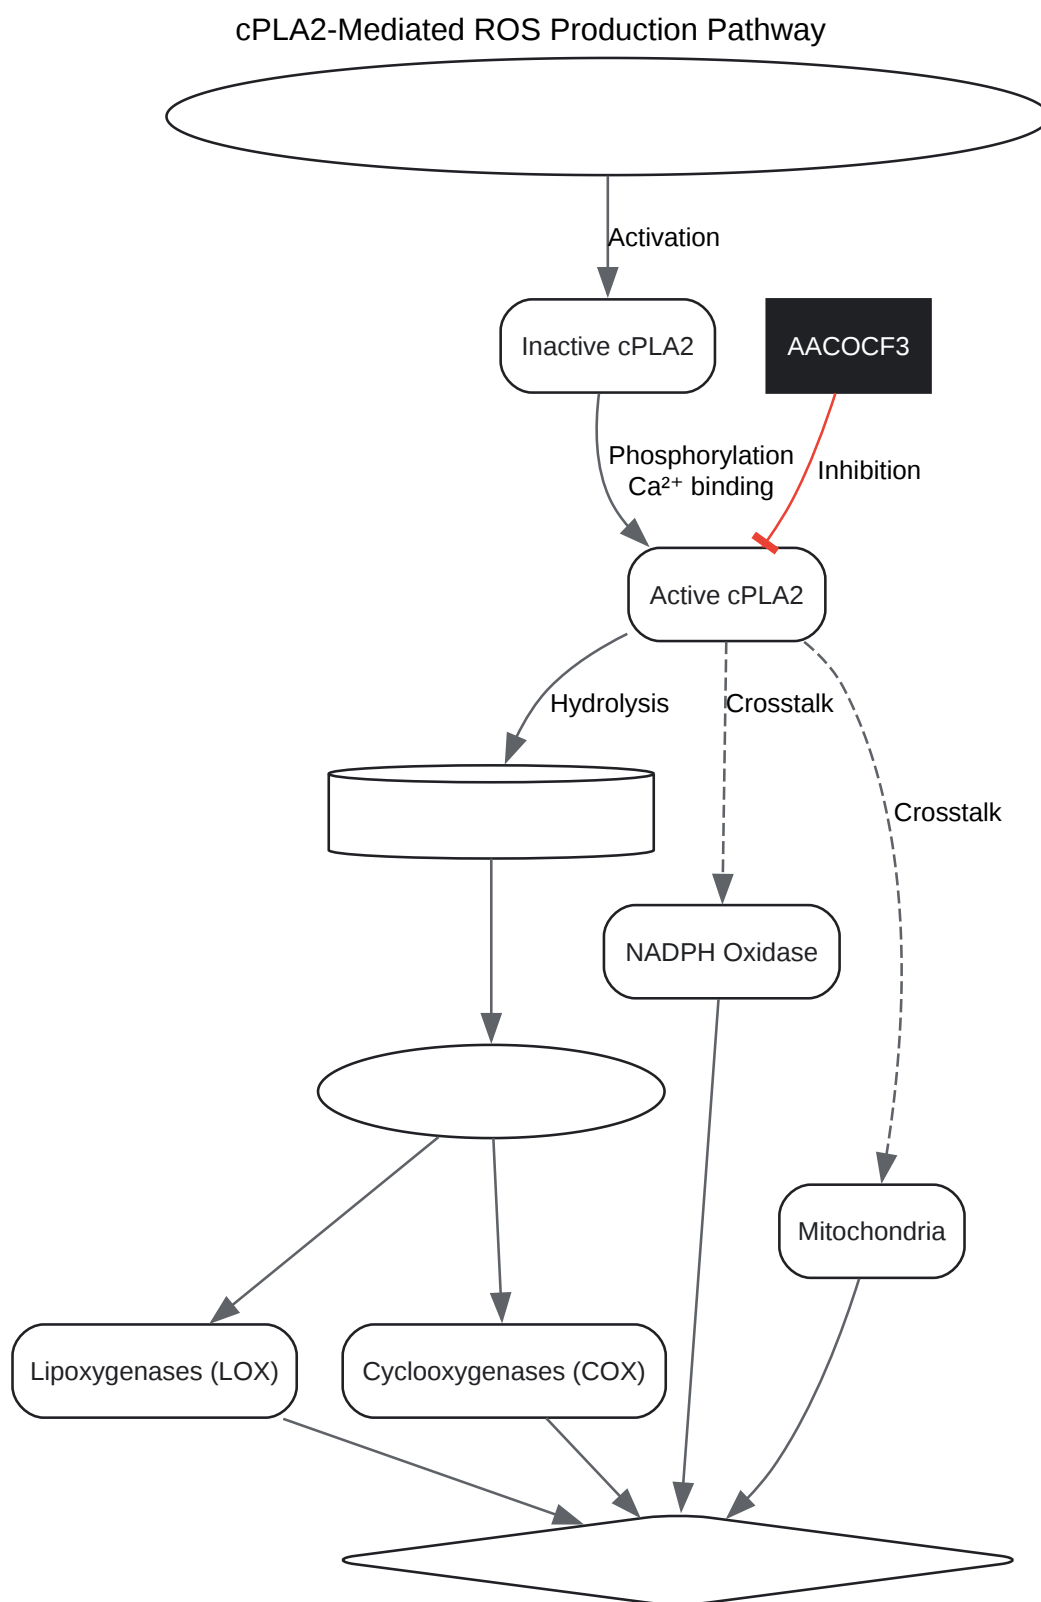 cPLA2-Mediated ROS Production Pathway
Activation
Inactive cPLA2
AACOCF3
Phosphorylation
Ca²⁺ binding
Inhibition
Active cPLA2
Hydrolysis
Crosstalk
Crosstalk
NADPH Oxidase
Mitochondria
Lipoxygenases (LOX)
Cyclooxygenases (COX)